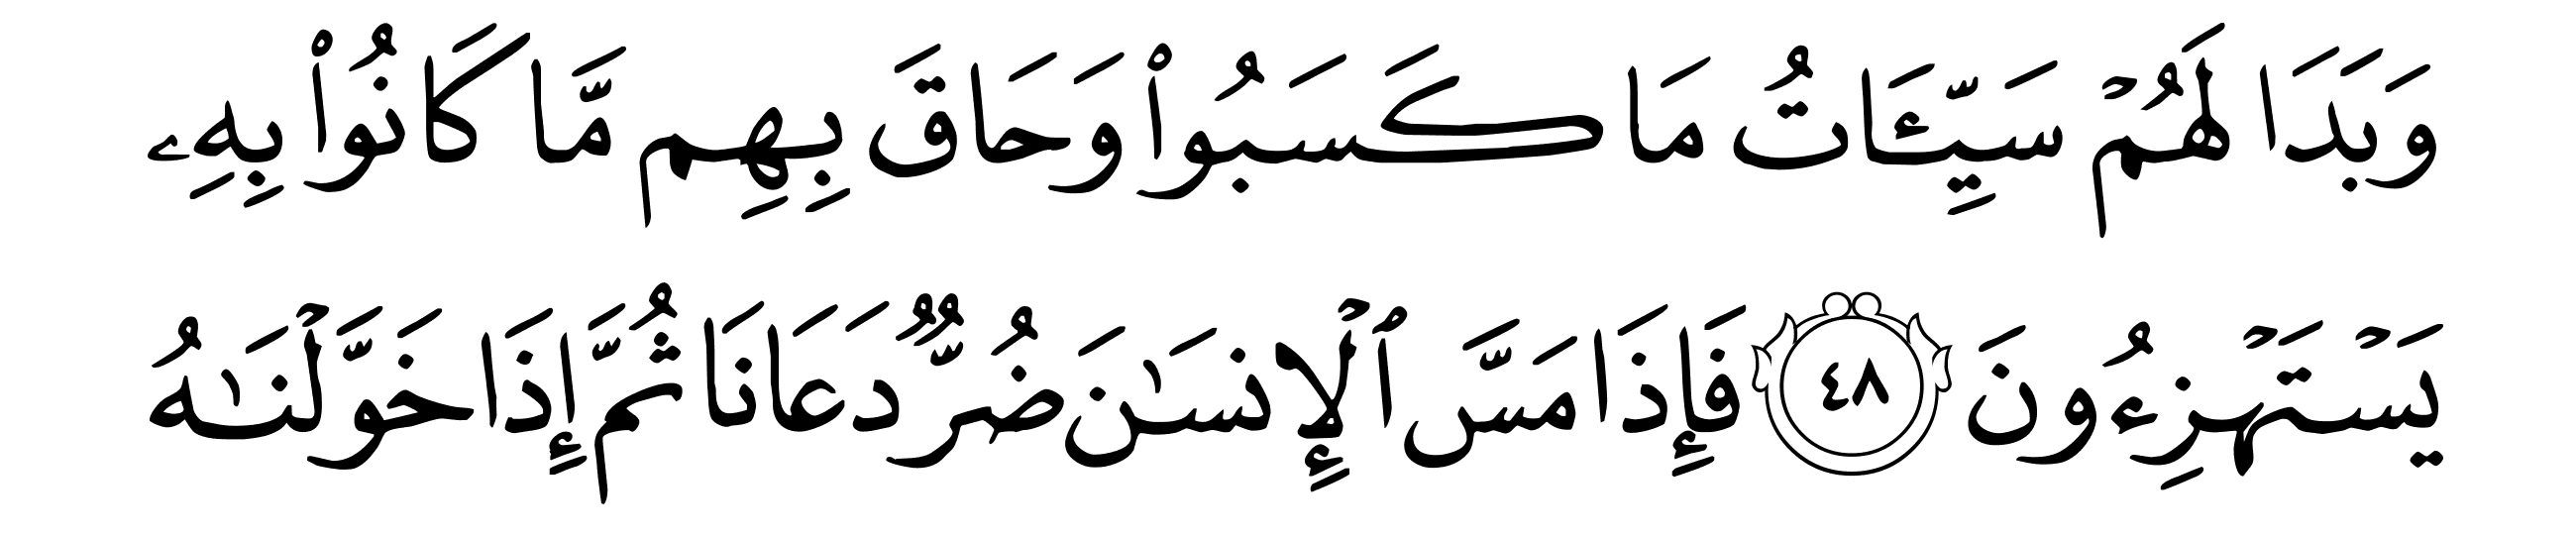 وَبَدَا لَهُمۡ سَيِّـَٔاتُ مَا كَسَبُواْ وَحَاقَ بِهِم مَّا كَانُواْ بِهِۦ
يَسۡتَهۡزِءُونَ ٤٨ فَإِذَا مَسَّ ٱلۡإِنسَٰنَ ضُرّٞ دَعَانَا ثُمَّ إِذَا خَوَّلۡنَٰهُ